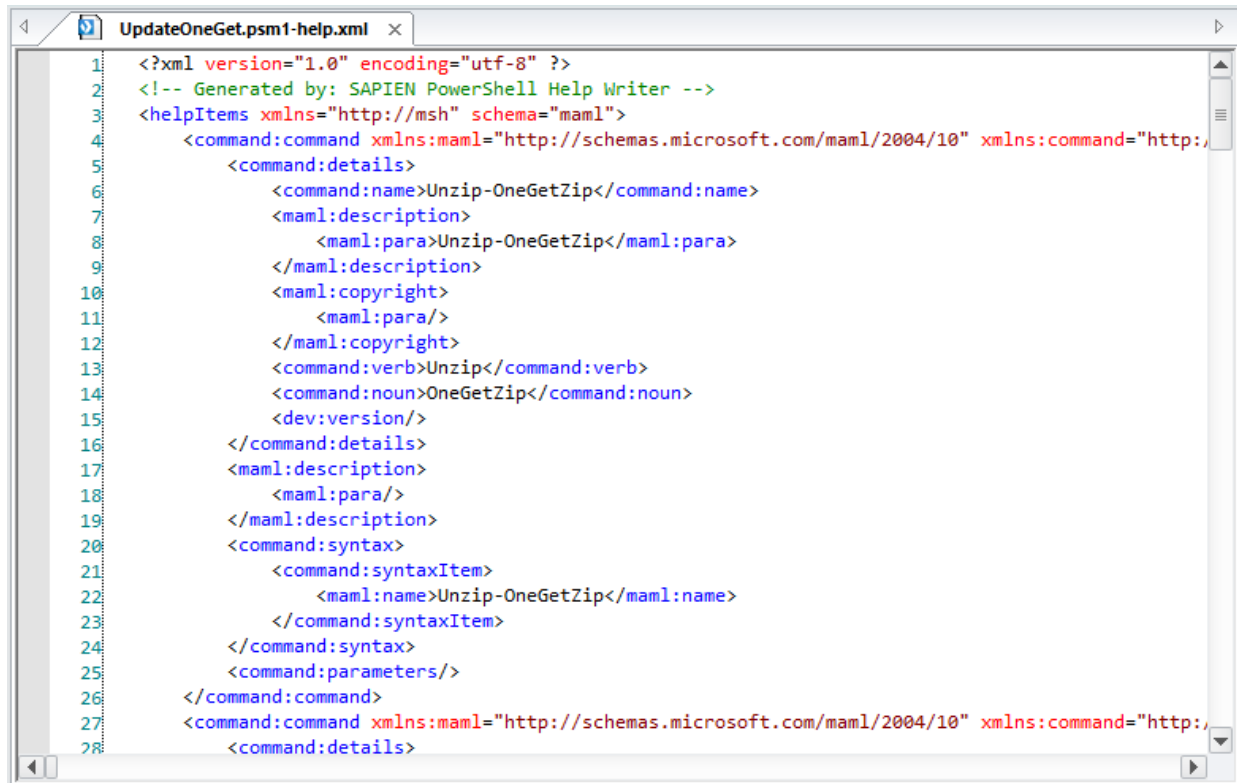 UpdateOneGet.psm1-help.xml
1 <?xml version="1.0" encoding="utf-8" ?>
2 <!-- Generated by: SAPIEN PowerShell Help Writer -->
3 <helpItems xmlns="http://msh" schema="maml">
4 <command:command xmlns:maml="http://schemas.microsoft.com/maml/2004/10" xmlns:command="http:/
5 <command:details>
6 <command:name>Unzip-OneGetZip</command:name>
7 <maml:description>
8 <maml:para>Unzip-OneGetZip</maml:para>
9 </maml:description>
10 <maml:copyright>
11 <maml:para/>
12 </maml:copyright>
13 <command:verb>Unzip</command:verb>
14 <command:noun>OneGetZip</command:noun>
15 <dev:version/>
16 </command:details>
17 <maml:description>
18 <maml:para/>
19 </maml:description>
20 <command:syntax>
21 <command:syntaxItem>
22 <maml:name>Unzip-OneGetZip</maml:name>
23 </command:syntaxItem>
24 </command:syntax>
25 <command:parameters/>
26 </command:command>
27 <command:command xmlns:maml="http://schemas.microsoft.com/maml/2004/10" xmlns:command="http:/
28 <command:details>